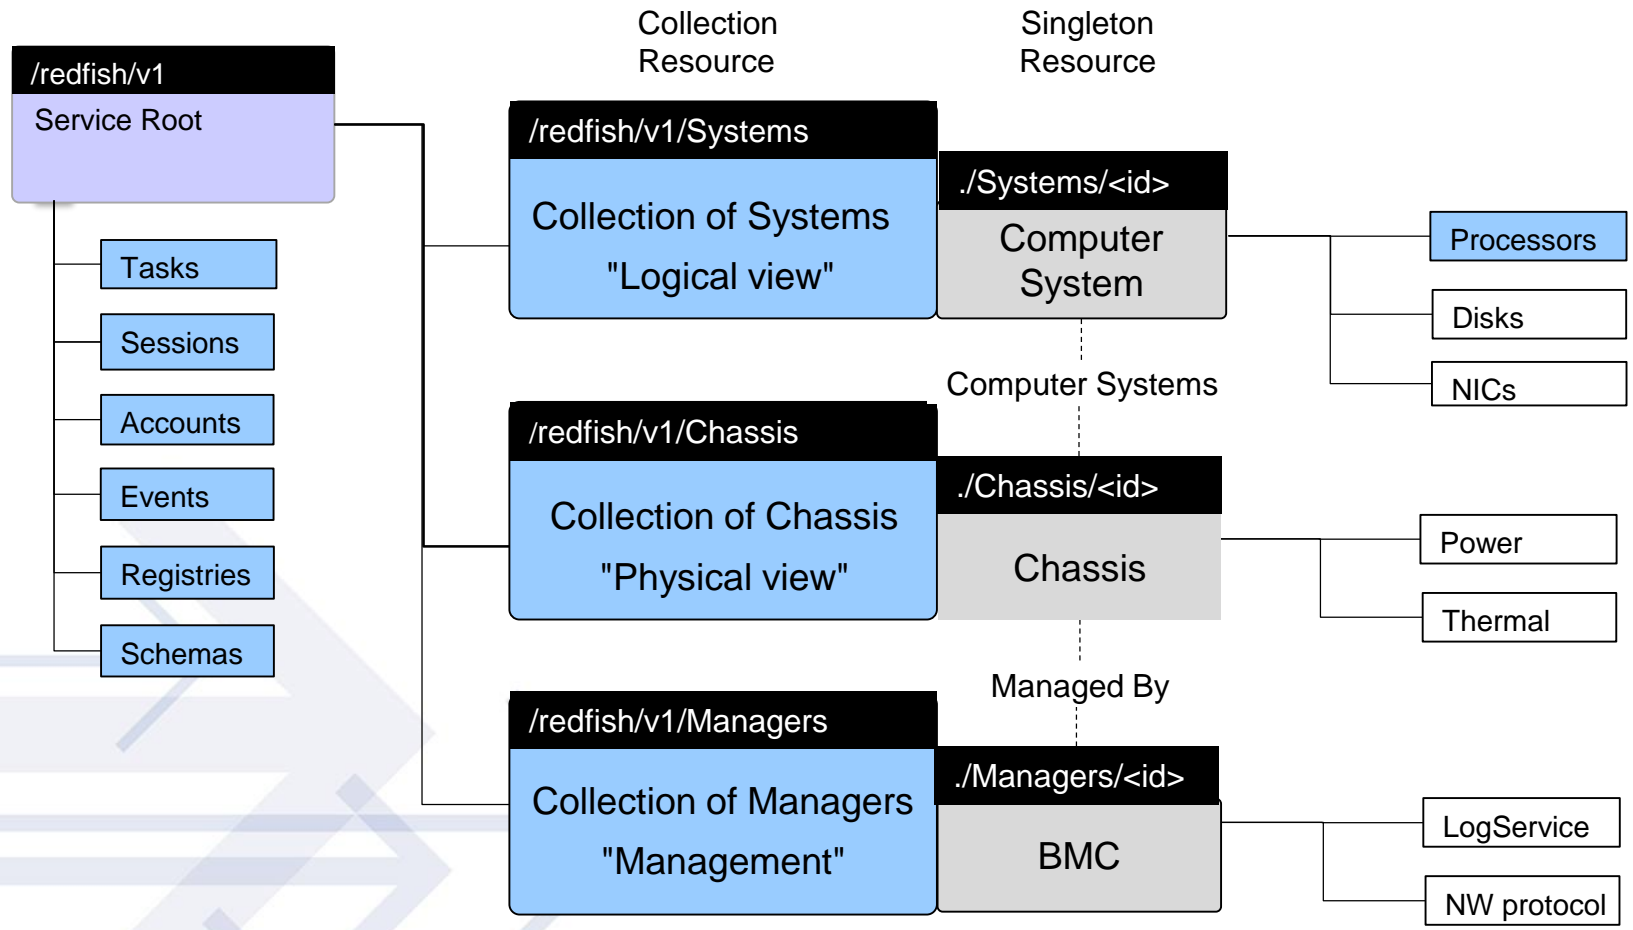 Collection
Resource
Singleton
Resource
/redfish/v1
Service Root
Tasks
Sessions
Accounts
Events
Registries
Schemas
/redfish/v1/Systems
Collection of Systems
"Logical view"
./Systems/<id>
Computer
System
Processors
Disks
NICs
Computer Systems
/redfish/v1/Chassis
Collection of Chassis
"Physical view"
./Chassis/<id>
Chassis
Power
Thermal
Managed By
/redfish/v1/Managers
Collection of Managers
"Management"
./Managers/<id>
BMC
LogService
NW protocol